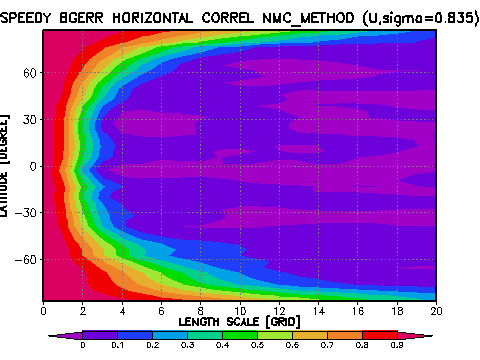 SPEEDY BGERR HORIZONTAL CORREL NMC_METHOD (U,sigma=0.835)
60
30
0
-30
-60
LATITUDE [DEGREE]
0 2 4 6 8 10 12 14 16 18 20
LENGTH SCALE [GRID]
0 0.1 0.2 0.3 0.4 0.5 0.6 0.7 0.8 0.9